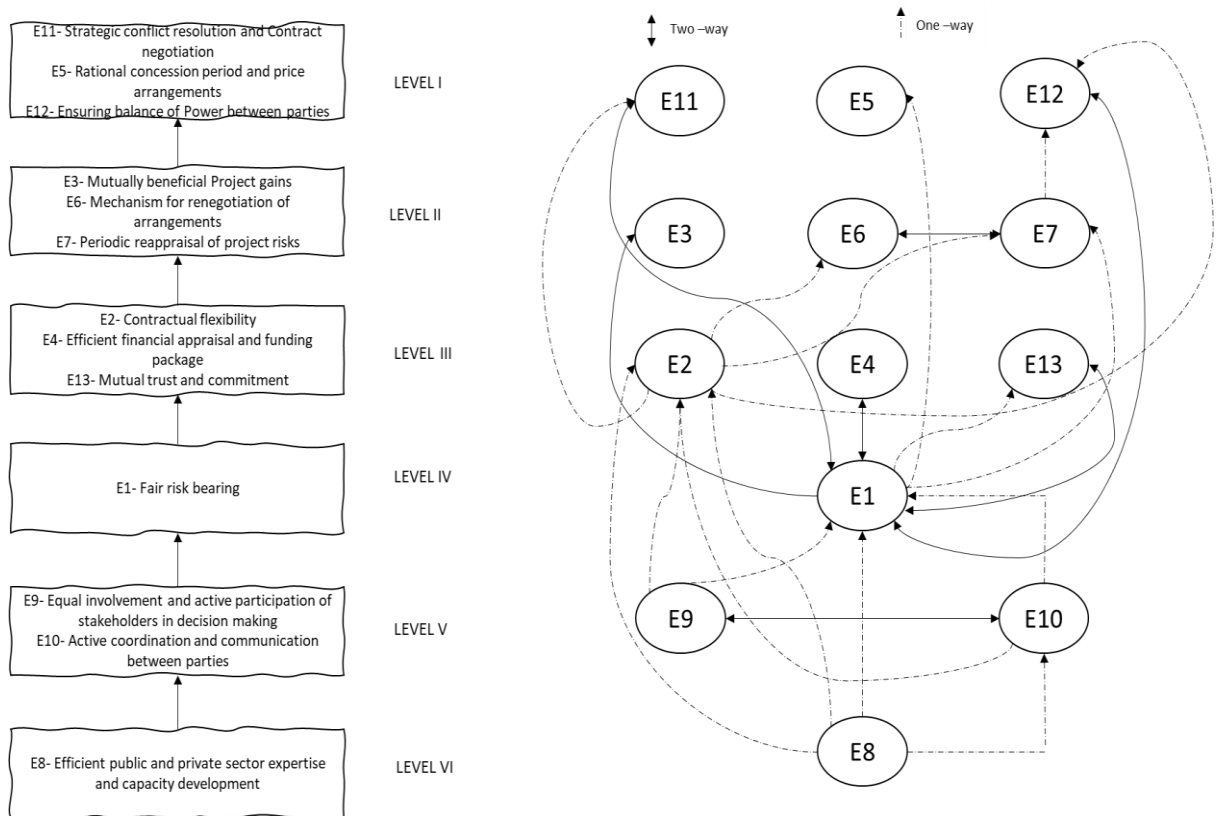 E11- Strategic conflict resolution and Contract
negotiation
E5- Rational concession period and price
arrangements
E12- Ensuring balance of Power between parties
LEVEL I
E3- Mutually beneficial Project gains
E6- Mechanism for renegotiation of
arrangements
E7- Periodic reappraisal of project risks
LEVEL II
E2- Contractual flexibility
E4- Efficient financial appraisal and funding
package
E13- Mutual trust and commitment
LEVEL III
E1- Fair risk bearing
LEVEL IV
E9- Equal involvement and active participation of
stakeholders in decision making
E10- Active coordination and communication
between parties
LEVEL V
E8- Efficient public and private sector expertise
and capacity development
LEVEL VI
Two –way
One –way
E11
E5
E12
E3
E6
E7
E2
E4
E13
E1
E9
E10
E8